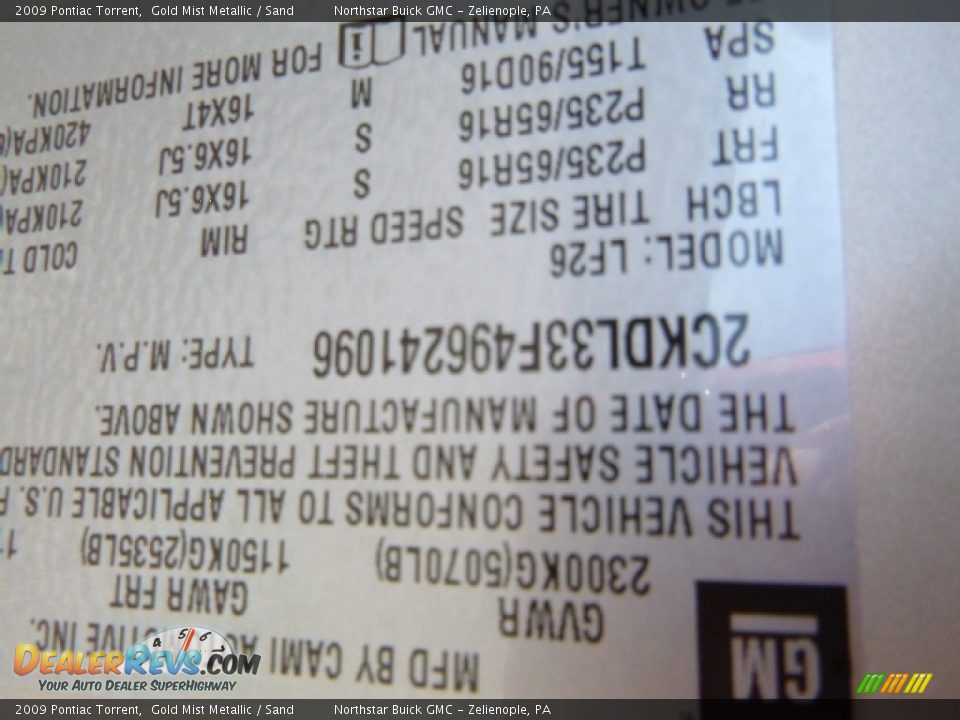 2009 Pontiac Torrent, Gold Mist Metallic / Sand Northstar Buick GMC - Zelienople, PA
GM
MFD BY CAMI AUTOMOTIVE INC.
GVWR GAWR FRT
2300KG(5070LB) 1150KG(2535LB)
THIS VEHICLE CONFORMS TO ALL APPLICABLE U.S.
VEHICLE SAFETY AND THEFT PREVENTION STANDARD
THE DATE OF MANUFACTURE SHOWN ABOVE.
2CKDL33F496241096 TYPE: M.P.V.
MODEL: LF26
LBCH TIRE SIZE SPEED RTG RIM COLD
FRT P235/65R16 S 16X6.5J 210KPA
RR P235/65R16 S 16X6.5J 210KPA
SPA T155/90D16 M 16X4T 420KPA
OWNER'S MANUAL i FOR MORE INFORMATION.
DEALERREVS.COM
YOUR AUTO DEALER SUPERHIGHWAY
2009 Pontiac Torrent, Gold Mist Metallic / Sand Northstar Buick GMC - Zelienople, PA